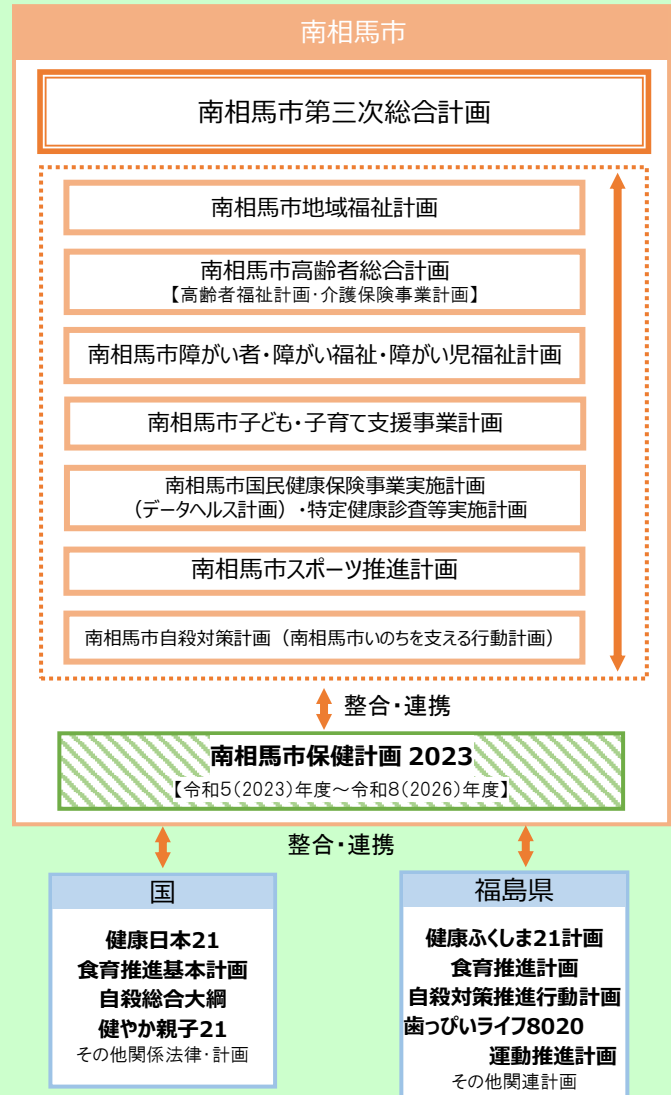 南相馬市
南相馬市第三次総合計画
南相馬市地域福祉計画
南相馬市高齢者総合計画
【高齢者福祉計画・介護保険事業計画】
南相馬市障がい者・障がい福祉・障がい児福祉計画
南相馬市子ども・子育て支援事業計画
南相馬市国民健康保険事業実施計画
（データヘルス計画）・特定健康診査等実施計画
南相馬市スポーツ推進計画
南相馬市自殺対策計画（南相馬市いのちを支える行動計画）
整合・連携
南相馬市保健計画 2023
【令和5(2023)年度～令和8(2026)年度】
整合・連携
国
健康日本21
食育推進基本計画
自殺総合大綱
健やか親子21
その他関係法律・計画
福島県
健康ふくしま21計画
食育推進計画
自殺対策推進行動計画
歯っぴいライフ8020
運動推進計画
その他関連計画